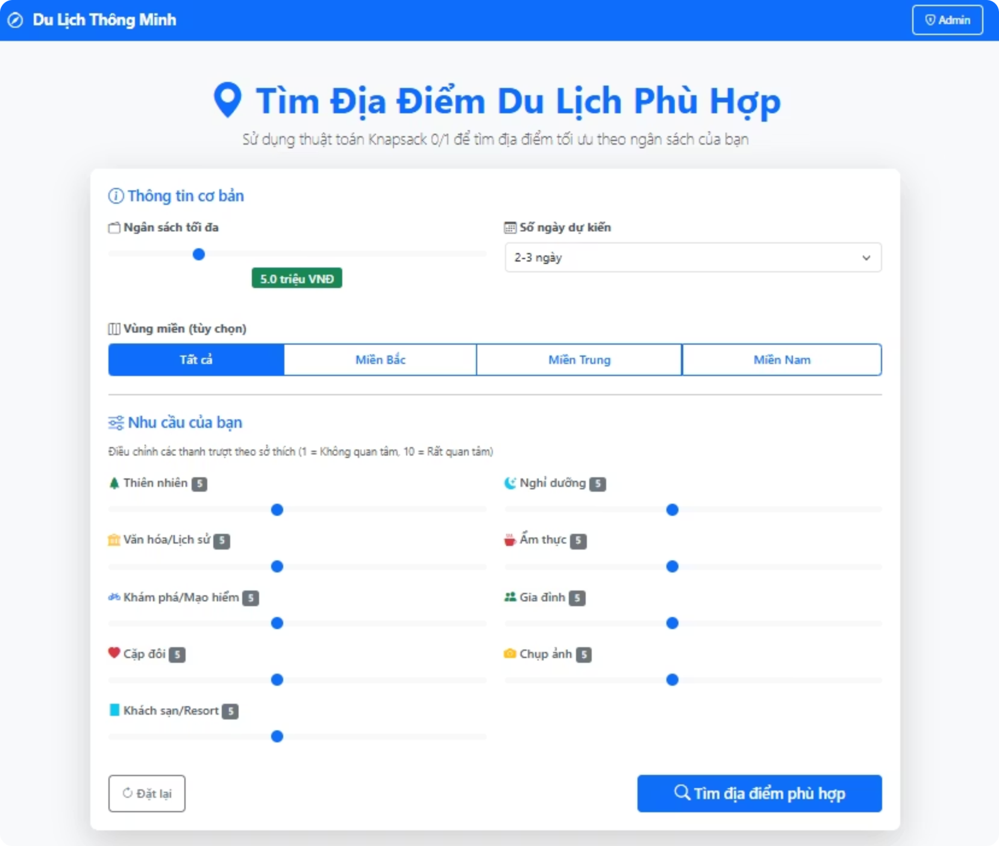 Du Lịch Thông Minh
Admin
Tìm Địa Điểm Du Lịch Phù Hợp
Sử dụng thuật toán Knapsack 0/1 để tìm địa điểm tối ưu theo ngân sách của bạn
Thông tin cơ bản
Ngân sách tối đa
5.0 triệu VNĐ
Số ngày dự kiến
2-3 ngày
Vùng miền (tùy chọn)
Tất cả
Miền Bắc
Miền Trung
Miền Nam
Nhu cầu của bạn
Điều chỉnh các thanh trượt theo sở thích (1 = Không quan tâm, 10 = Rất quan tâm)
Thiên nhiên 5
Nghỉ dưỡng 5
Văn hóa/Lịch sử 5
Ẩm thực 5
Khám phá/Mạo hiểm 5
Gia đình 5
Cặp đôi 5
Chụp ảnh 5
Khách sạn/Resort 5
Đặt lại
Tìm địa điểm phù hợp